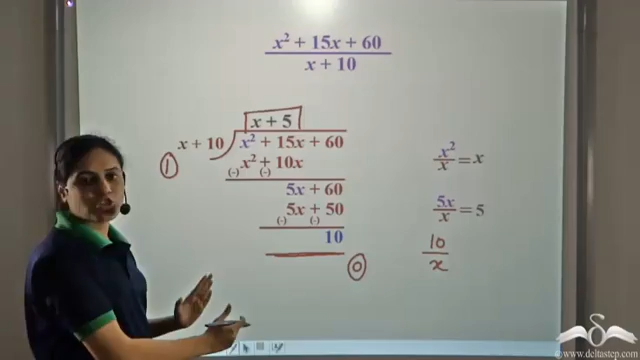 x² + 15x + 60
x + 10
x + 5
x + 10 x² + 15x + 60
① x² + 10x
(-) (-)
5x + 60
5x + 50
(-) (-)
10
⓪
x²/x = x
5x/x = 5
10/x
© www.deltastep.com